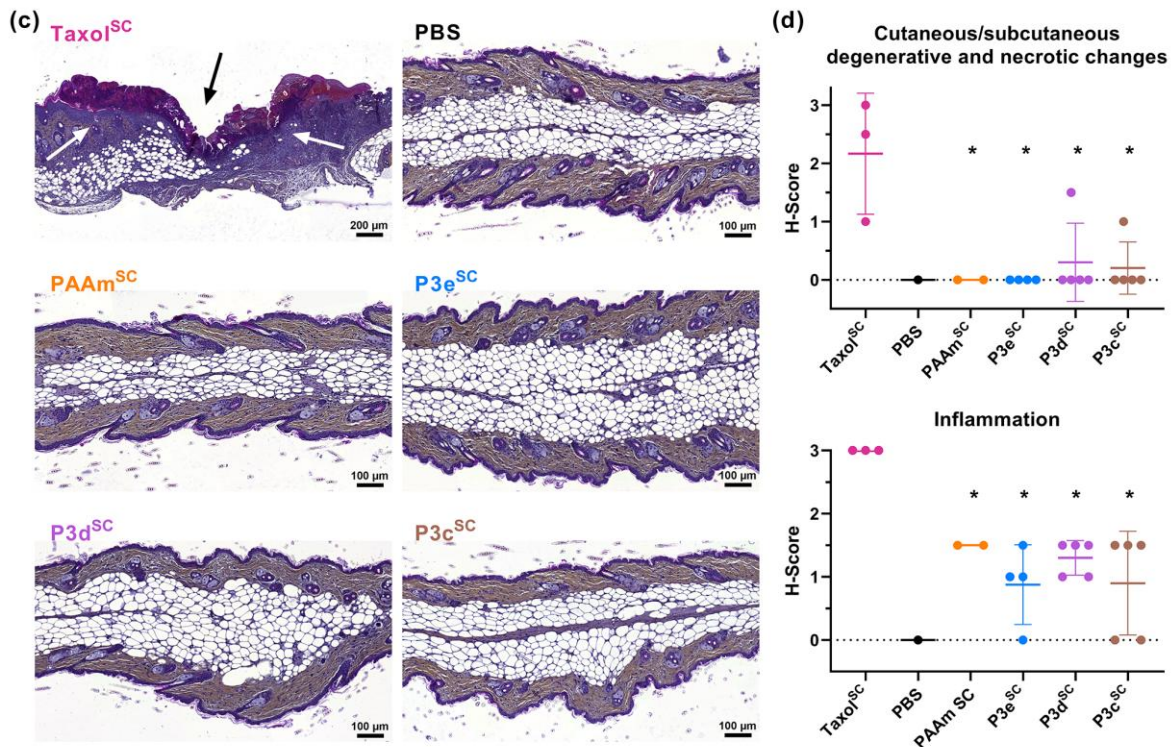 (c)
Taxol^SC
PBS
200 µm
100 µm
PAAm^SC
P3e^SC
100 µm
100 µm
P3d^SC
P3c^SC
100 µm
100 µm
(d)
Cutaneous/subcutaneous
degenerative and necrotic changes
3
2
1
0
H-Score
* * * *
Taxol^SC
PBS
PAAm^SC
P3e^SC
P3d^SC
P3c^SC
Inflammation
3
2
1
0
H-Score
* * * *
Taxol^SC
PBS
PAAm SC
P3e^SC
P3d^SC
P3c^SC